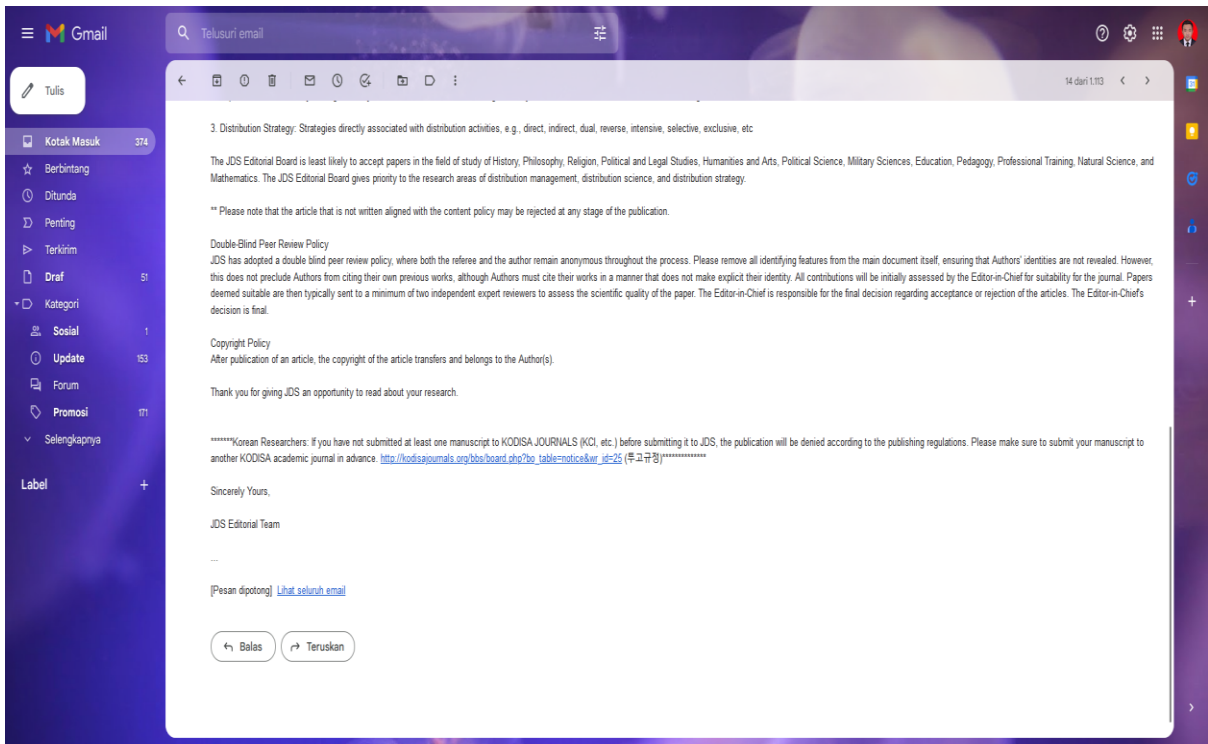 Gmail
Telusuri email
Tulis
14 dari 1.113
Kotak Masuk 374
Berbintang
Ditunda
Penting
Terkirim
Draf 51
Kategori
Sosial 1
Update 153
Forum
Promosi 171
Selengkapnya
Label
3. Distribution Strategy: Strategies directly associated with distribution activities, e.g., direct, indirect, dual, reverse, intensive, selective, exclusive, etc
The JDS Editorial Board is least likely to accept papers in the field of study of History, Philosophy, Religion, Political and Legal Studies, Humanities and Arts, Political Science, Military Sciences, Education, Pedagogy, Professional Training, Natural Science, and
Mathematics. The JDS Editorial Board gives priority to the research areas of distribution management, distribution science, and distribution strategy.
** Please note that the article that is not written aligned with the content policy may be rejected at any stage of the publication.
Double-Blind Peer Review Policy
JDS has adopted a double blind peer review policy, where both the referee and the author remain anonymous throughout the process. Please remove all identifying features from the main document itself, ensuring that Authors' identities are not revealed. However,
this does not preclude Authors from citing their own previous works, although Authors must cite their works in a manner that does not make explicit their identity. All contributions will be initially assessed by the Editor-in-Chief for suitability for the journal. Papers
deemed suitable are then typically sent to a minimum of two independent expert reviewers to assess the scientific quality of the paper. The Editor-in-Chief is responsible for the final decision regarding acceptance or rejection of the articles. The Editor-in-Chief's
decision is final.
Copyright Policy
After publication of an article, the copyright of the article transfers and belongs to the Author(s).
Thank you for giving JDS an opportunity to read about your research.
*******Korean Researchers: If you have not submitted at least one manuscript to KODISA JOURNALS (KCI, etc.) before submitting it to JDS, the publication will be denied according to the publishing regulations. Please make sure to submit your manuscript to
another KODISA academic journal in advance. http://kodisajournals.org/bbs/board.php?bo_table=notice&wr_id=25 (투고규정)**************
Sincerely Yours,
JDS Editorial Team
...
[Pesan dipotong] Lihat seluruh email
Balas
Teruskan